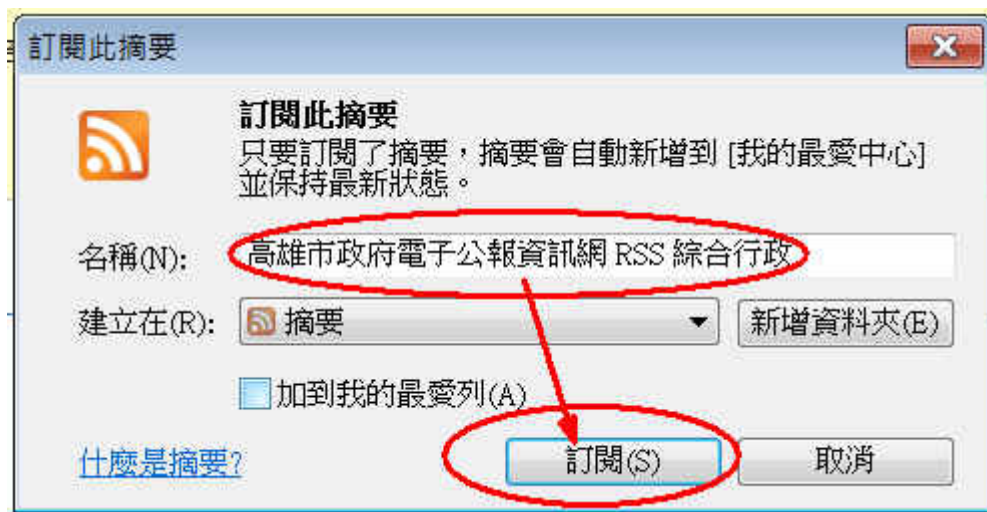 訂閱此摘要
訂閱此摘要
只要訂閱了摘要，摘要會自動新增到 [我的最愛中心]
並保持最新狀態。
名稱(N): 高雄市政府電子公報資訊網 RSS 綜合行政
建立在(R): 摘要 新增資料夾(E)
加到我的最愛列(A)
什麼是摘要? 訂閱(S) 取消